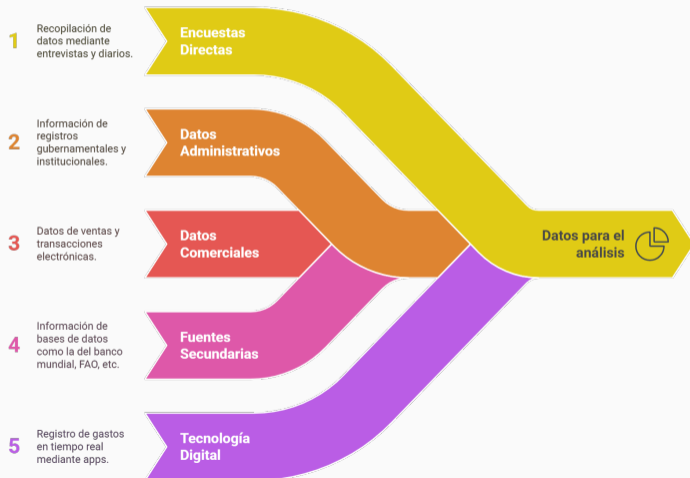 1
Recopilación de
datos mediante
entrevistas y diarios.
Encuestas
Directas
2
Información de
registros
gubernamentales y
institucionales.
Datos
Administrativos
3
Datos de ventas y
transacciones
electrónicas.
Datos
Comerciales
Datos para el
análisis
4
Información de
bases de datos
como la del banco
mundial, FAO, etc.
Fuentes
Secundarias
5
Registro de gastos
en tiempo real
mediante apps.
Tecnología
Digital